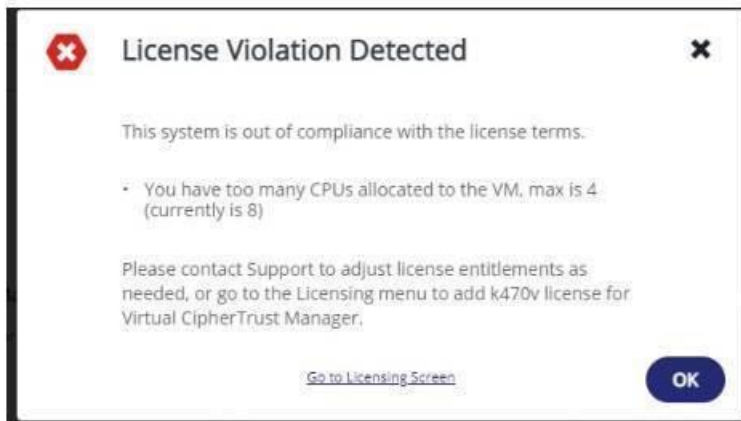 License Violation Detected
This system is out of compliance with the license terms.
• You have too many CPUs allocated to the VM, max is 4
(currently is 8)
Please contact Support to adjust license entitlements as
needed, or go to the Licensing menu to add k470v license for
Virtual CipherTrust Manager.
Go to Licensing Screen
OK